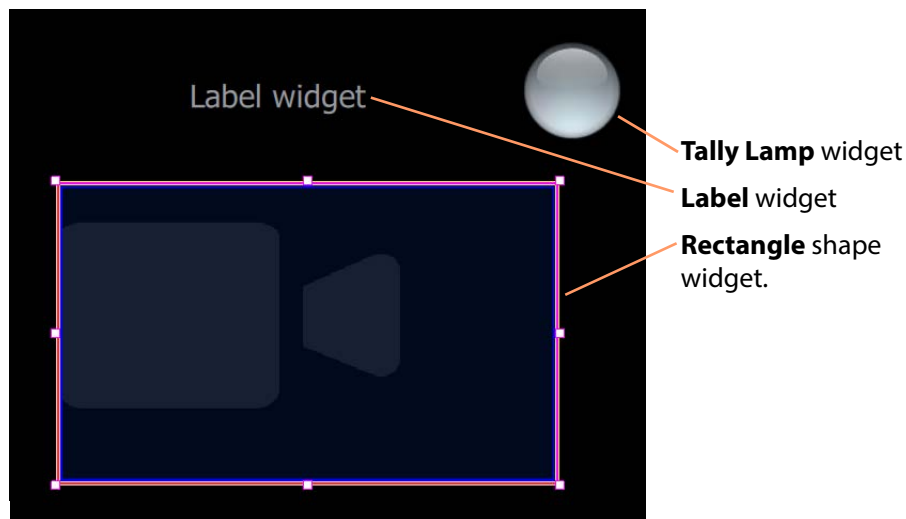 Label widget
Tally Lamp widget
Label widget
Rectangle shape
widget.